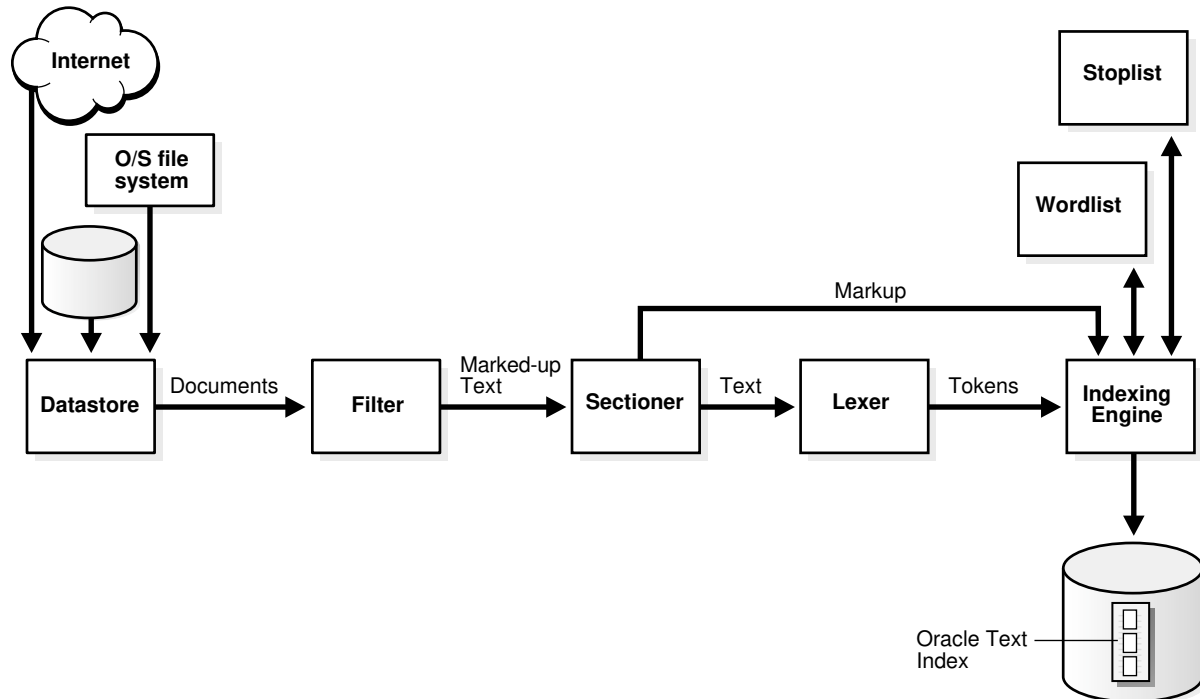 Internet
Stoplist
O/S file
system
Wordlist
Markup
Marked-up
Text
Documents
Text
Tokens
Datastore
Filter
Sectioner
Lexer
Indexing
Engine
Oracle Text
Index